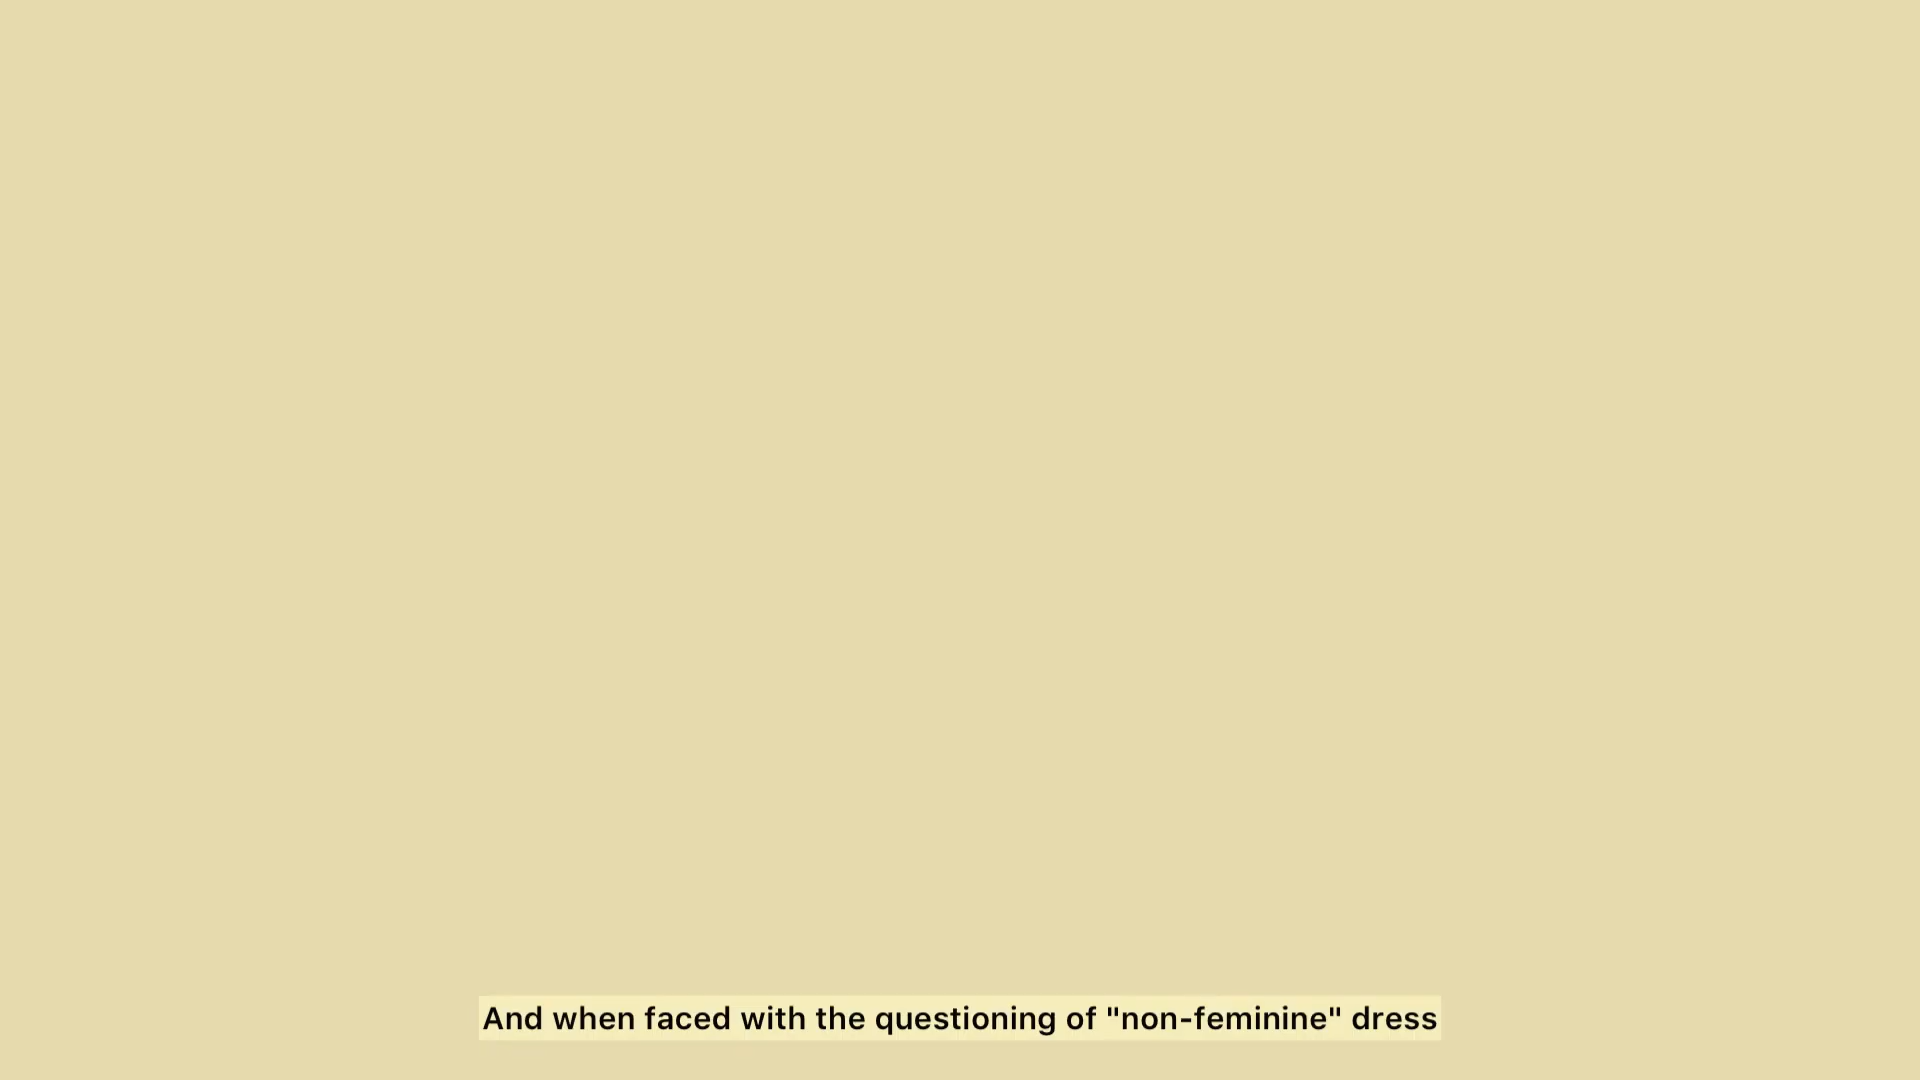 And when faced with the questioning of "non-feminine" dress